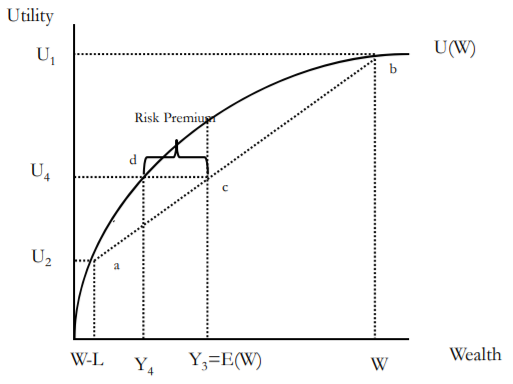 Utility
U₁
U(W)
b
Risk Premium
d
U₄
c
U₂
a
W-L
Y₄
Y₃=E(W)
W
Wealth